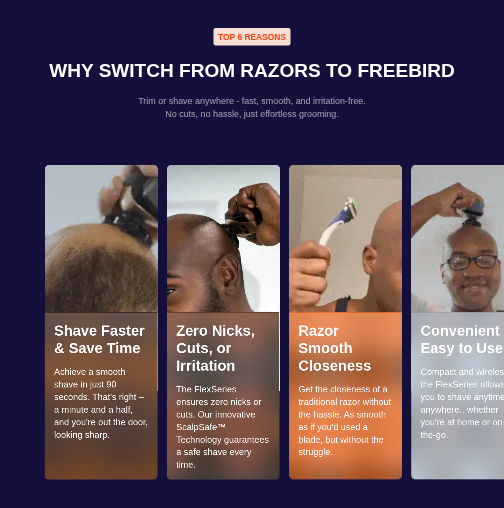 TOP 6 REASONS
WHY SWITCH FROM RAZORS TO FREEBIRD
Trim or shave anywhere - fast, smooth, and irritation-free.
No cuts, no hassle, just effortless grooming.
Shave Faster
& Save Time
Achieve a smooth
shave in just 90
seconds. That's right –
a minute and a half,
and you're out the door,
looking sharp.
Zero Nicks,
Cuts, or
Irritation
The FlexSeries
ensures zero nicks or
cuts. Our innovative
ScalpSafe™
Technology guarantees
a safe shave every
time.
Razor
Smooth
Closeness
Get the closeness of a
traditional razor without
the hassle. As smooth
as if you'd used a
blade, but without the
struggle.
Convenient
Easy to Use
Compact and wireles
the FlexSeries allows
you to shave anytime
anywhere., whether
you're at home or on-
the-go.